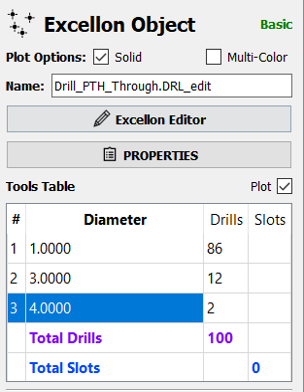 Excellon Object Basic
Plot Options: Solid Multi-Color
Name: Drill_PTH_Through.DRL_edit
Excellon Editor
PROPERTIES
Tools Table Plot
# Diameter Drills Slots
1 1.0000 86
2 3.0000 12
3 4.0000 2
Total Drills 100
Total Slots 0